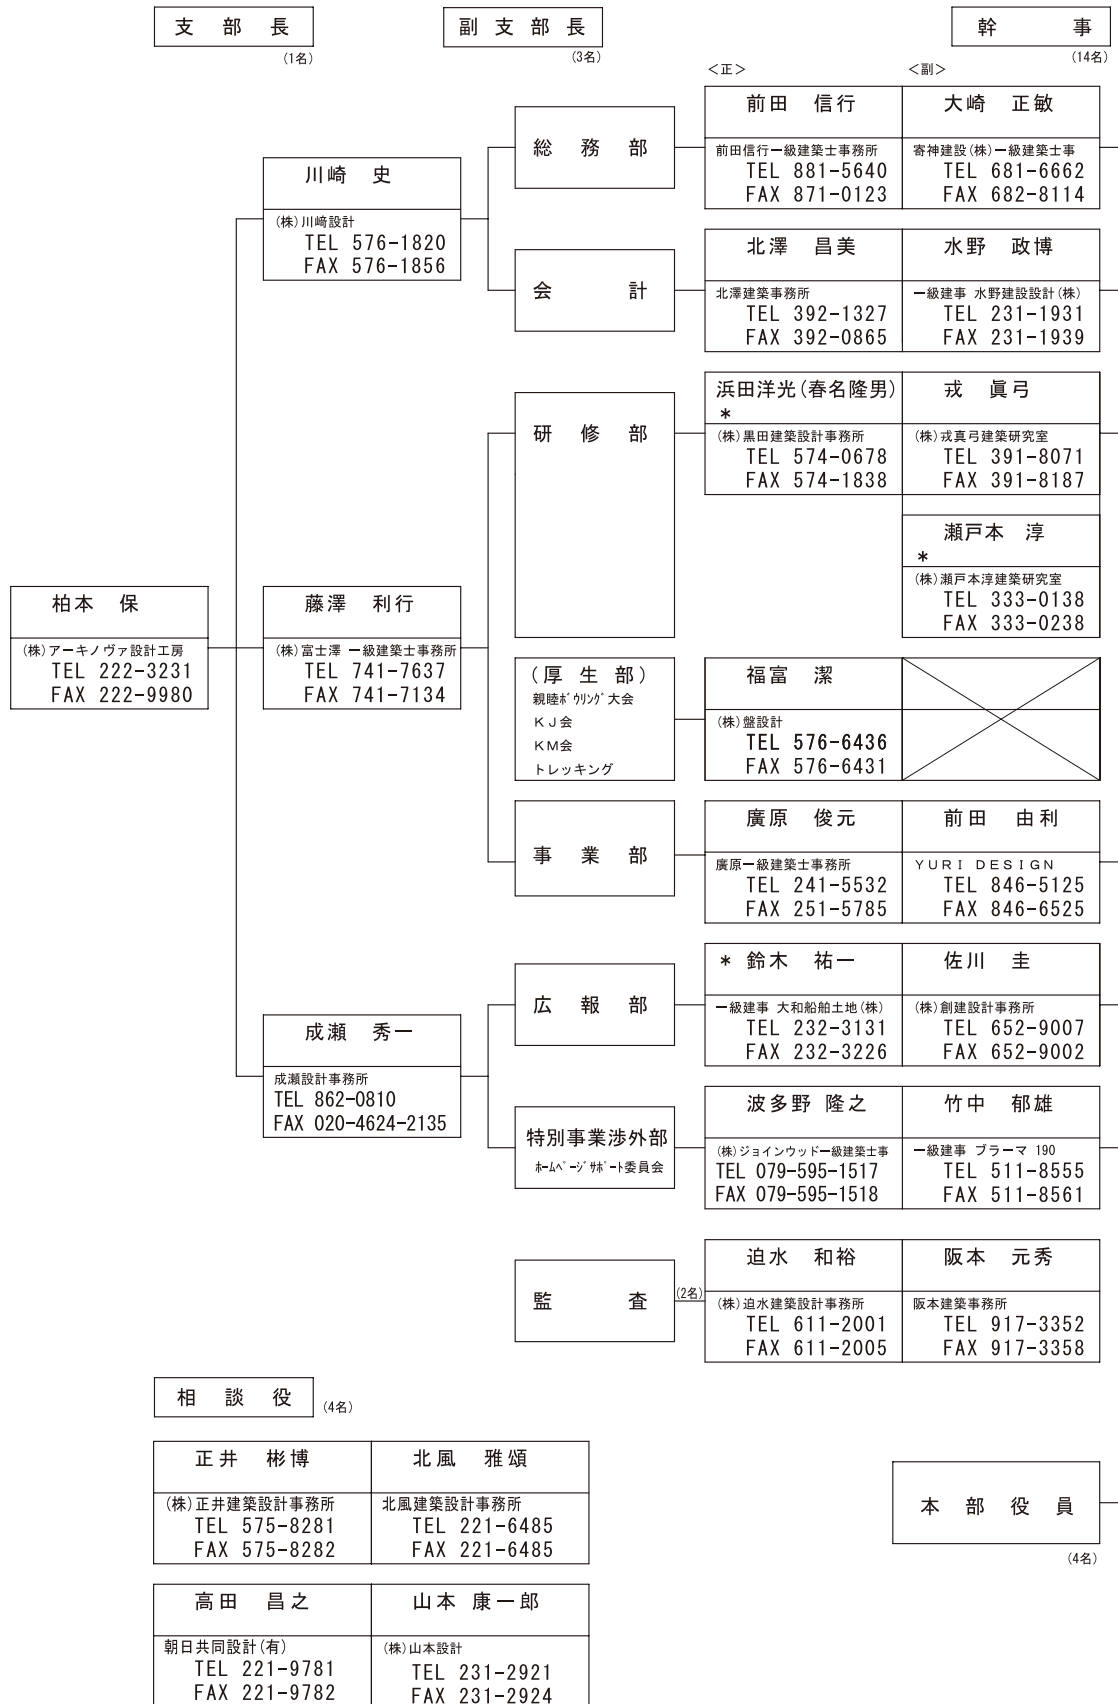 支部長
(1名)
副支部長
(3名)
幹事
(14名)
＜正＞
＜副＞
総務部
前田 信行
前田信行一級建築士事務所
TEL 881-5640
FAX 871-0123
大崎 正敏
寄神建設(株)一級建築士事
TEL 681-6662
FAX 682-8114
川崎 史
(株)川﨑設計
TEL 576-1820
FAX 576-1856
会計
北澤 昌美
北澤建築事務所
TEL 392-1327
FAX 392-0865
水野 政博
一級建事 水野建設設計(株)
TEL 231-1931
FAX 231-1939
研修部
浜田洋光(春名隆男)
*
(株)黒田建築設計事務所
TEL 574-0678
FAX 574-1838
戎 眞弓
(株)戎真弓建築研究室
TEL 391-8071
FAX 391-8187
瀬戸本 淳
*
(株)瀬戸本淳建築研究室
TEL 333-0138
FAX 333-0238
柏本 保
(株)アーキノヴァ設計工房
TEL 222-3231
FAX 222-9980
藤澤 利行
(株)富士澤 一級建築士事務所
TEL 741-7637
FAX 741-7134
(厚生部)
親睦ﾎﾞｳﾘﾝｸﾞ大会
ＫＪ会
ＫＭ会
トレッキング
福富 潔
(株)盤設計
TEL 576-6436
FAX 576-6431
事業部
廣原 俊元
廣原一級建築士事務所
TEL 241-5532
FAX 251-5785
前田 由利
ＹＵＲＩ ＤＥＳＩＧＮ
TEL 846-5125
FAX 846-6525
広報部
* 鈴木 祐一
一級建事 大和船舶土地(株)
TEL 232-3131
FAX 232-3226
佐川 圭
(株)創建設計事務所
TEL 652-9007
FAX 652-9002
成瀬 秀一
成瀬設計事務所
TEL 862-0810
FAX 020-4624-2135
特別事業渉外部
ﾎｰﾑﾍﾟｰｼﾞｻﾎﾟｰﾄ委員会
波多野 隆之
(株)ジョインウッド一級建築士事
TEL 079-595-1517
FAX 079-595-1518
竹中 郁雄
一級建事 プラーマ 190
TEL 511-8555
FAX 511-8561
監査
(2名)
迫水 和裕
(株)迫水建築設計事務所
TEL 611-2001
FAX 611-2005
阪本 元秀
阪本建築事務所
TEL 917-3352
FAX 917-3358
相談役
(4名)
正井 彬博
(株)正井建築設計事務所
TEL 575-8281
FAX 575-8282
北風 雅頌
北風建築設計事務所
TEL 221-6485
FAX 221-6485
本部役員
(4名)
高田 昌之
朝日共同設計(有)
TEL 221-9781
FAX 221-9782
山本 康一郎
(株)山本設計
TEL 231-2921
FAX 231-2924